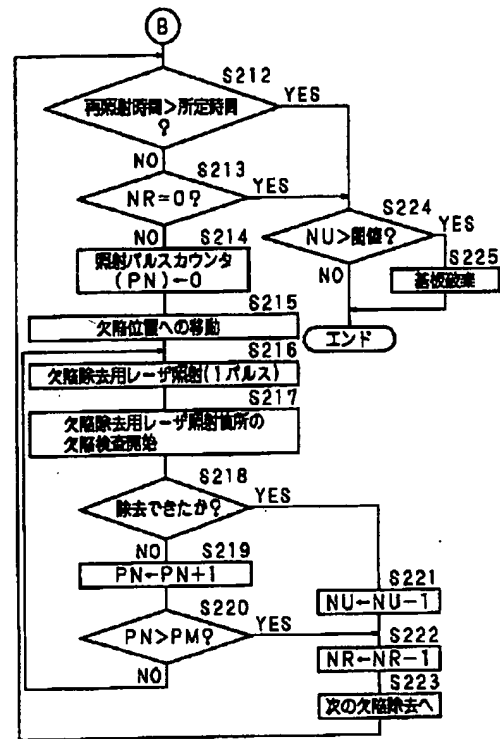 B
S212
再照射時間>所定時間
?
YES
NO
S213
NR=0?
YES
NO
S214
照射パルスカウンタ
(PN)←0
S224
NU>閾値?
YES
NO
S225
基板破棄
エンド
S215
欠陥位置への移動
S216
欠陥除去用レーザ照射(1パルス)
S217
欠陥除去用レーザ照射箇所の
欠陥検査開始
S218
除去できたか?
YES
NO
S219
PN←PN+1
S220
PN>PM?
YES
NO
S221
NU←NU-1
S222
NR←NR-1
S223
次の欠陥除去へ